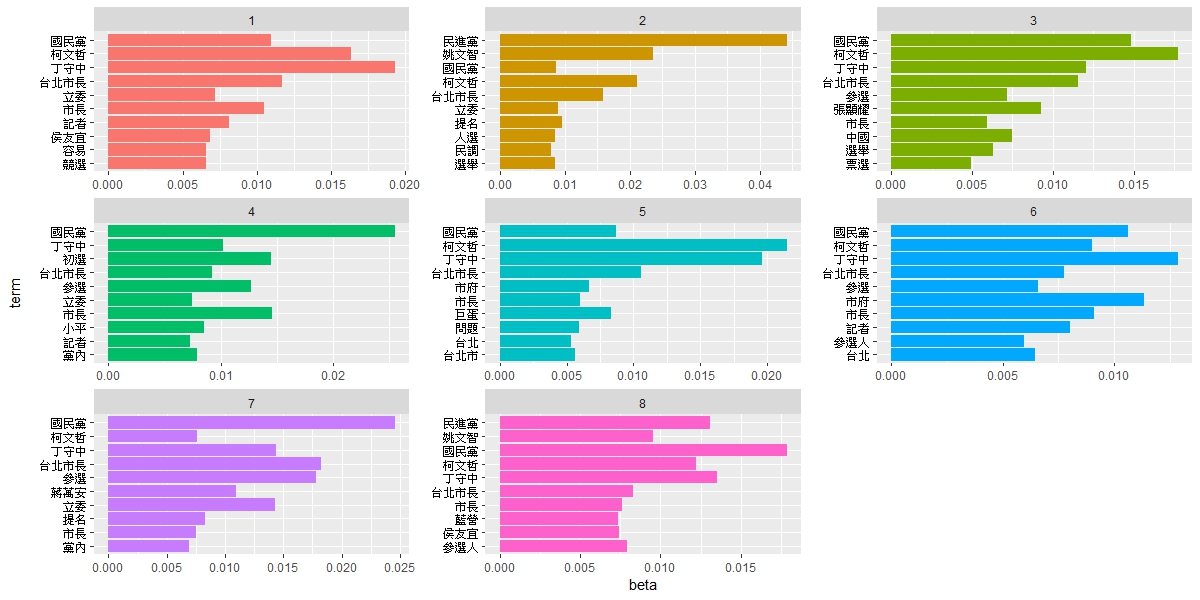 1
國民黨
柯文哲
丁守中
台北市長
立委
市長
記者
侯友宜
容易
競選
0.000 0.005 0.010 0.015 0.020
2
民進黨
姚文智
國民黨
柯文哲
台北市長
立委
提名
人選
民調
選舉
0.00 0.01 0.02 0.03 0.04
3
國民黨
柯文哲
丁守中
台北市長
參選
張顯耀
市長
中國
選舉
票選
0.000 0.005 0.010 0.015
term
4
國民黨
丁守中
初選
台北市長
參選
立委
市長
小平
記者
黨內
0.00 0.01 0.02
5
國民黨
柯文哲
丁守中
台北市長
市府
市長
巨蛋
問題
台北
台北市
0.000 0.005 0.010 0.015 0.020
6
國民黨
柯文哲
丁守中
台北市長
參選
市府
市長
記者
參選人
台北
0.000 0.005 0.010
7
國民黨
柯文哲
丁守中
台北市長
參選
蔣萬安
立委
提名
市長
黨內
0.000 0.005 0.010 0.015 0.020 0.025
8
民進黨
姚文智
國民黨
柯文哲
丁守中
台北市長
市長
藍營
侯友宜
參選人
0.000 0.005 0.010 0.015
beta